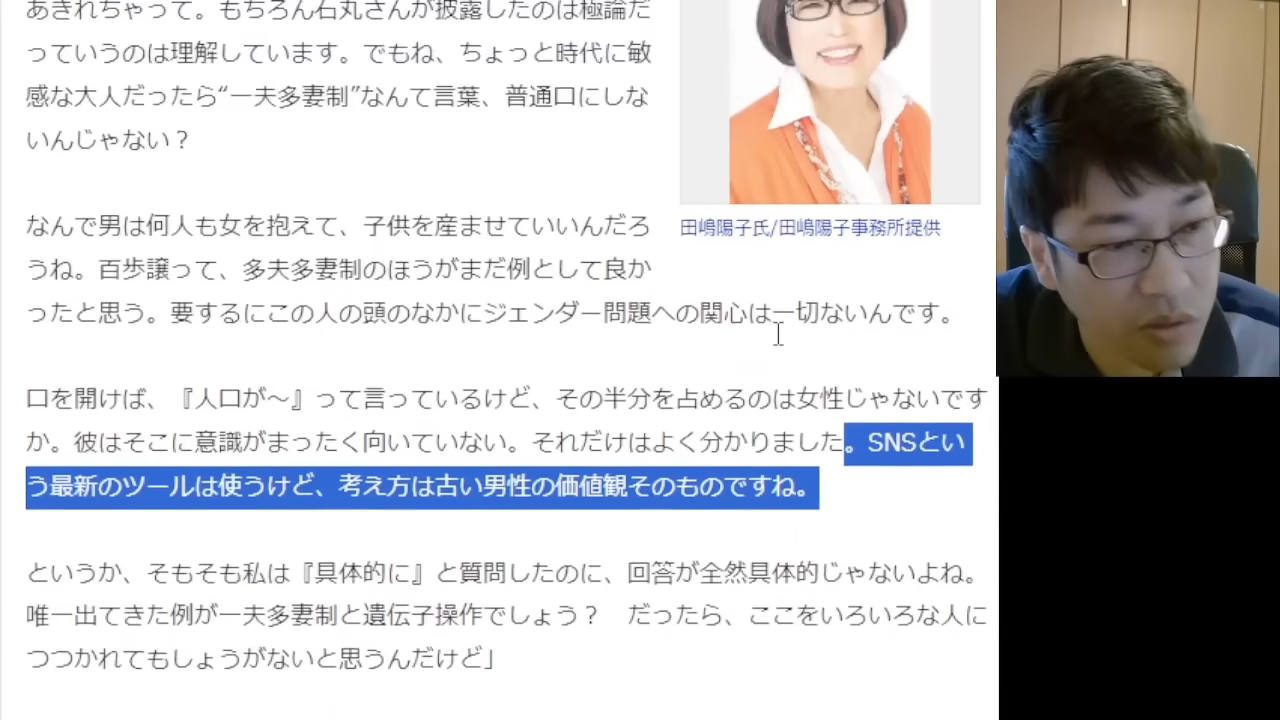 あきれちゃって。もちろん石丸さんが披露したのは極論だ
っていうのは理解しています。でもね、ちょっと時代に敏
感な大人だったら“一夫多妻制”なんて言葉、普通口にしな
いんじゃない？
なんで男は何人も女を抱えて、子供を産ませていいんだろ
うね。百歩譲って、多夫多妻制のほうがまだ例として良か
ったと思う。要するにこの人の頭のなかにジェンダー問題への関心は一切ないんです。
田嶋陽子氏/田嶋陽子事務所提供
口を開けば、『人口が～』って言っているけど、その半分を占めるのは女性じゃないです
か。彼はそこに意識がまったく向いていない。それだけはよく分かりました。SNSとい
う最新のツールは使うけど、考え方は古い男性の価値観そのものですね。
というか、そもそも私は『具体的に』と質問したのに、回答が全然具体的じゃないよね。
唯一出てきた例が一夫多妻制と遺伝子操作でしょう？　だったら、ここをいろいろな人に
つつかれてもしょうがないと思うんだけど」